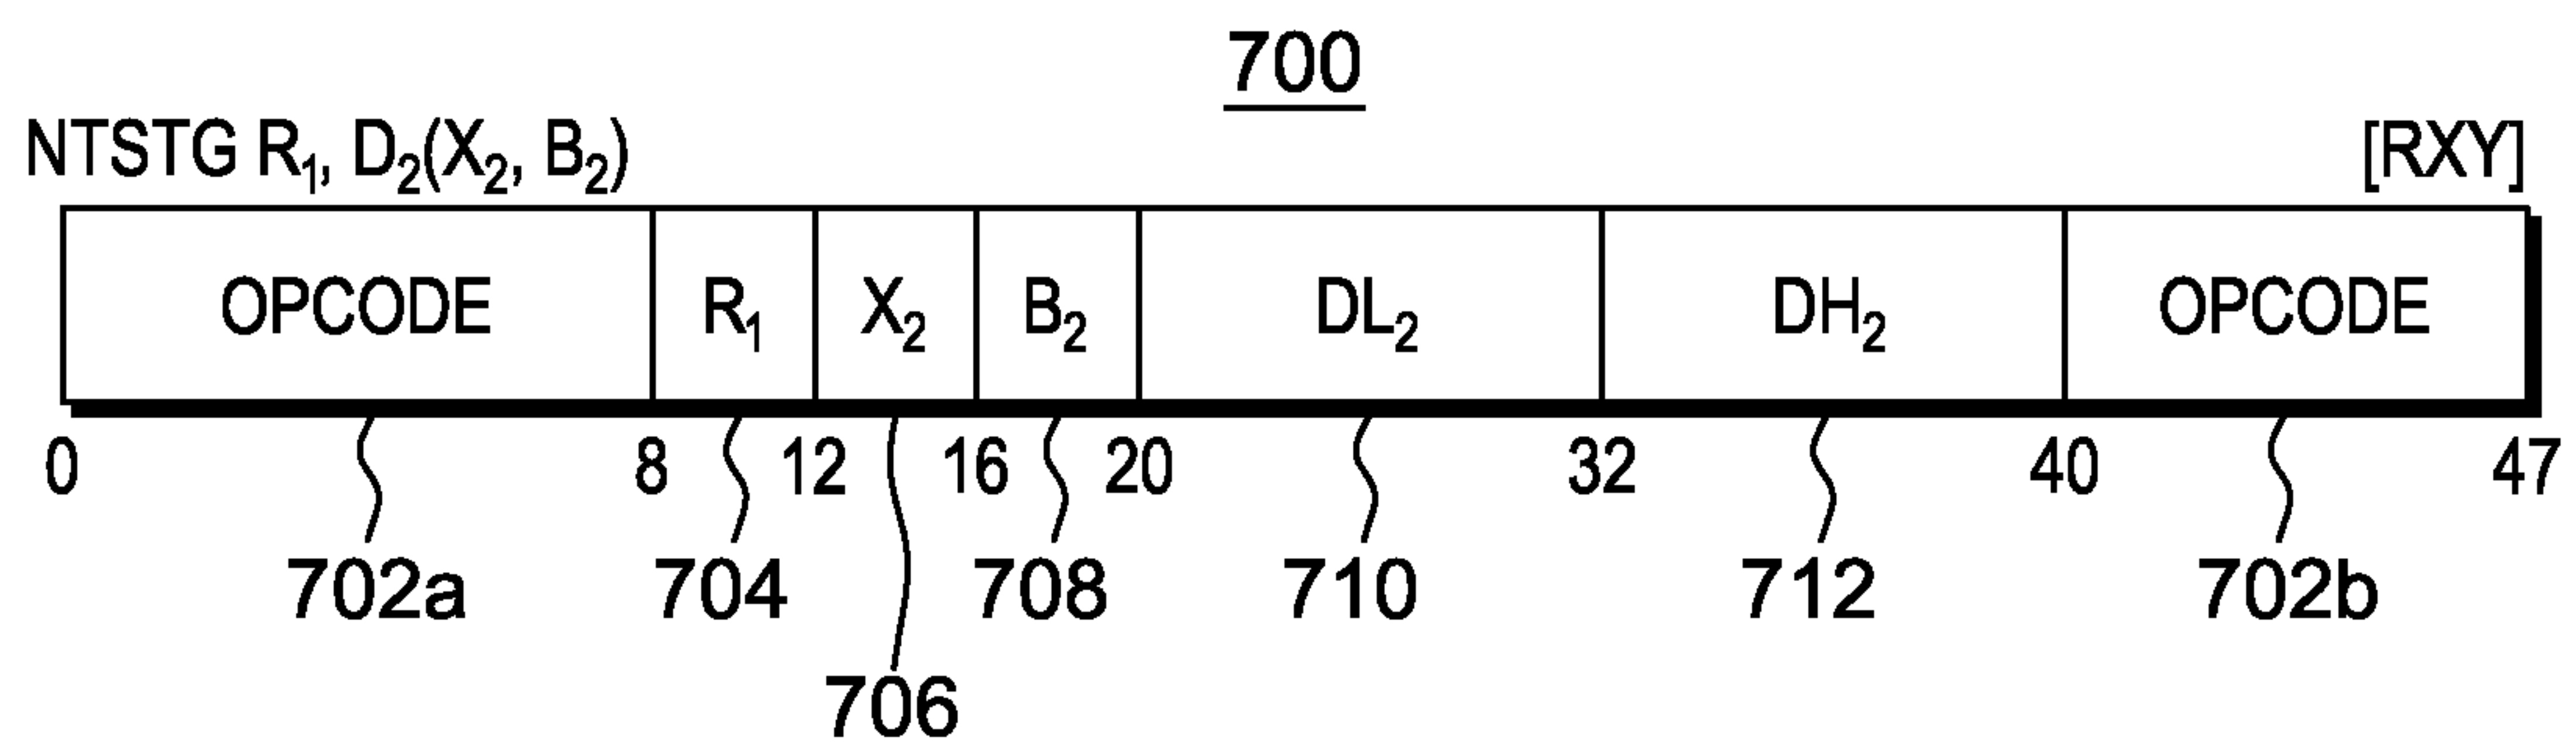 700
NTSTG R₁, D₂(X₂, B₂) [RXY]
OPCODE R₁ X₂ B₂ DL₂ DH₂ OPCODE
0 8 12 16 20 32 40 47
702a 704 708 710 712 702b
706